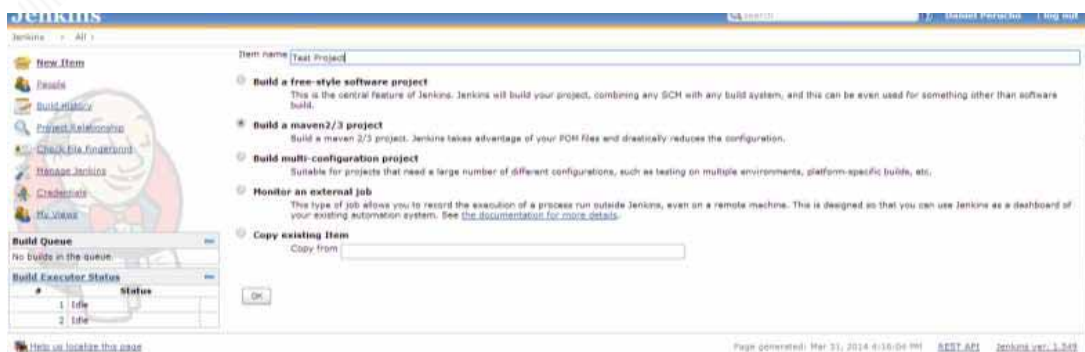 Jenkins
search
Daniel Perucho | log out
Jenkins > All >
New Item
People
Build History
Project Relationship
Check File Fingerprint
Manage Jenkins
Credentials
My Views
Build Queue
No builds in the queue.
Build Executor Status
# Status
1 Idle
2 Idle
Item name Test Project
Build a free-style software project
This is the central feature of Jenkins. Jenkins will build your project, combining any SCM with any build system, and this can be even used for something other than software
build.
Build a maven2/3 project
Build a maven 2/3 project. Jenkins takes advantage of your POM files and drastically reduces the configuration.
Build multi-configuration project
Suitable for projects that need a large number of different configurations, such as testing on multiple environments, platform-specific builds, etc.
Monitor an external job
This type of job allows you to record the execution of a process run outside Jenkins, even on a remote machine. This is designed so that you can use Jenkins as a dashboard of
your existing automation system. See the documentation for more details.
Copy existing Item
Copy from
OK
Help us localize this page
Page generated: Mar 31, 2014 4:16:04 PM REST API Jenkins ver. 1.549